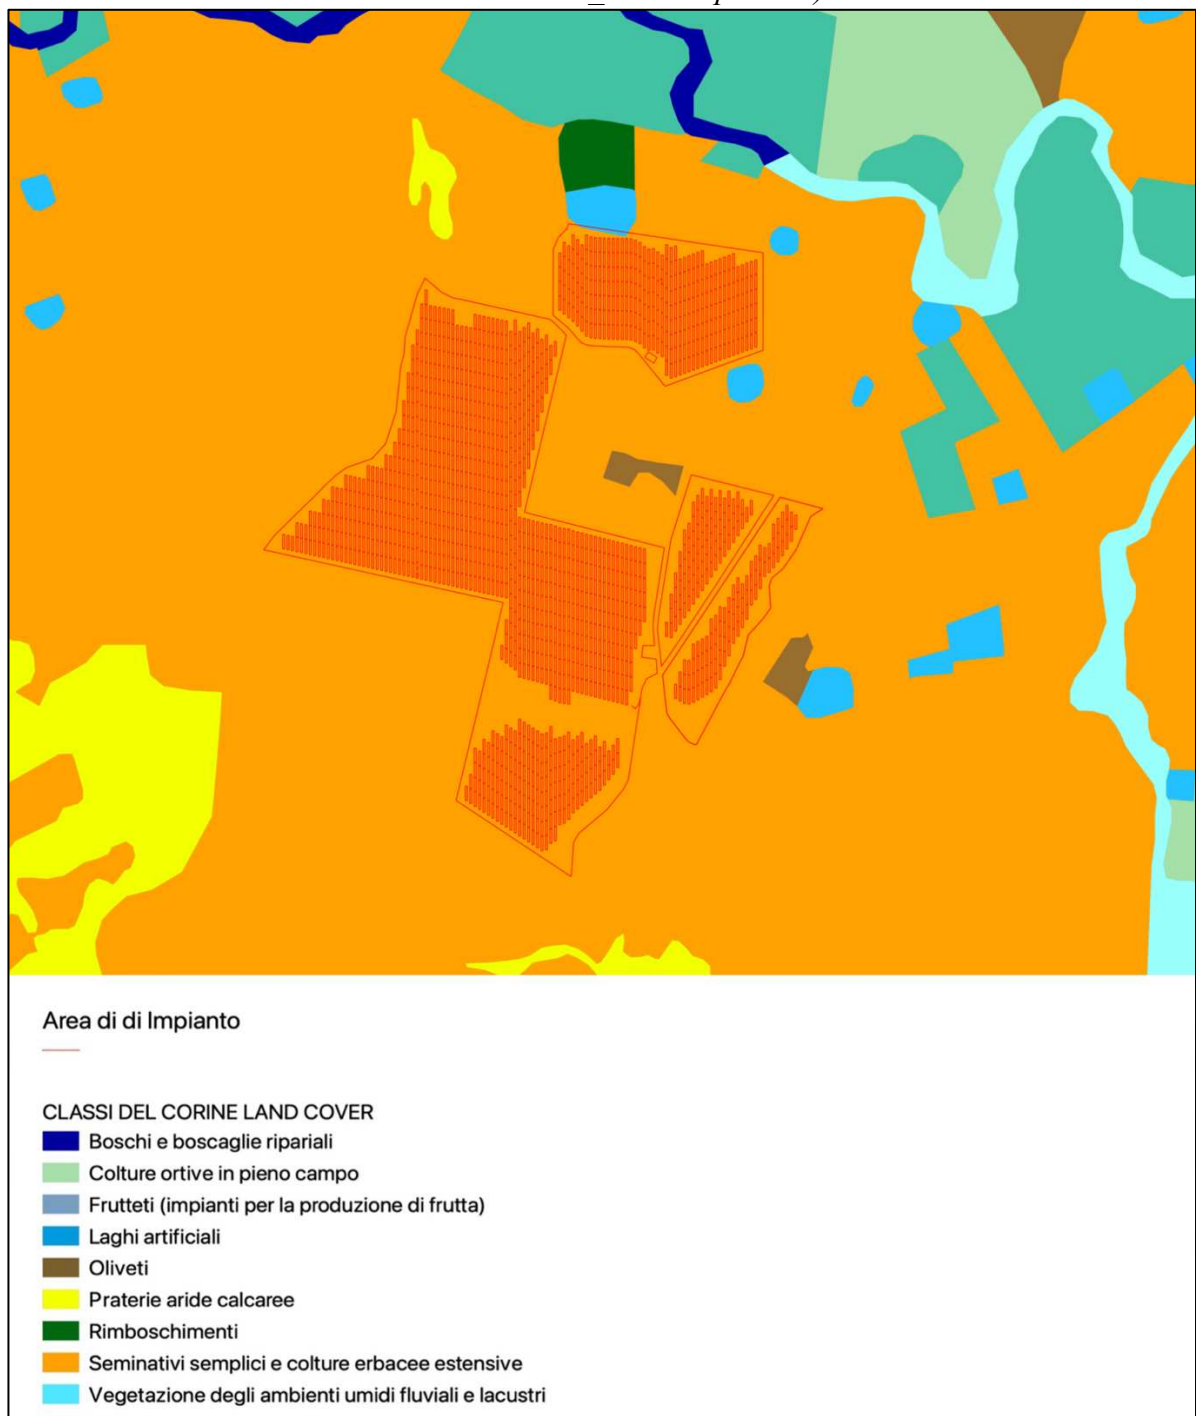 Area di di Impianto
CLASSI DEL CORINE LAND COVER
Boschi e boscaglie ripariali
Colture ortive in pieno campo
Frutteti (impianti per la produzione di frutta)
Laghi artificiali
Oliveti
Praterie aride calcaree
Rimboschimenti
Seminativi semplici e colture erbacee estensive
Vegetazione degli ambienti umidi fluviali e lacustri